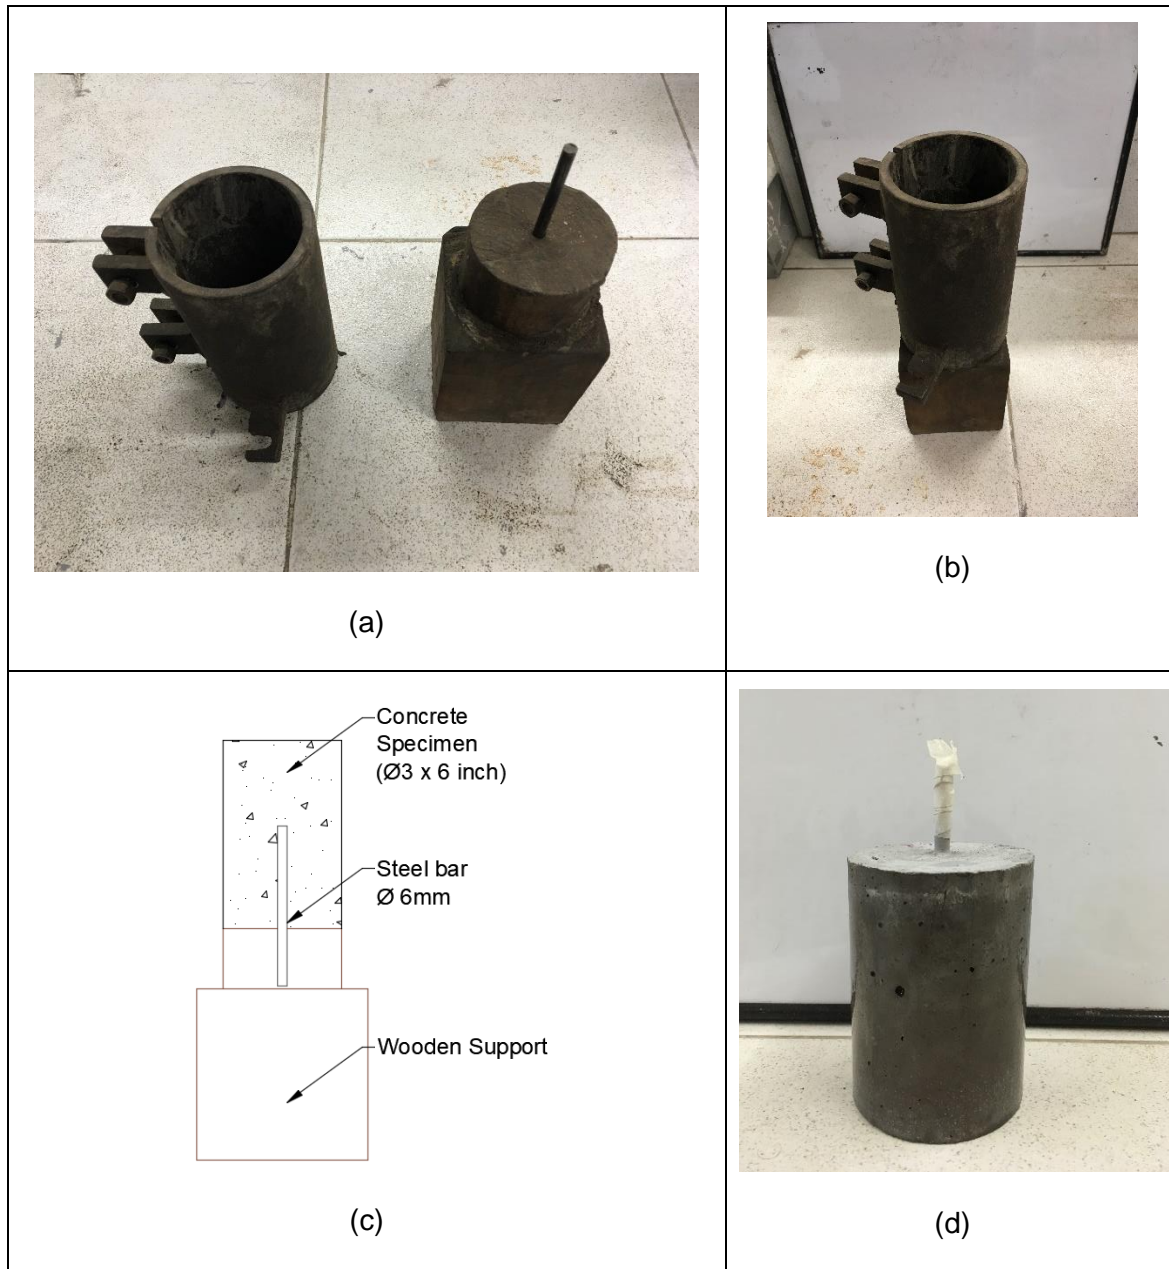 (a)
(b)
Concrete
Specimen
(Ø3 x 6 inch)
Steel bar
Ø 6mm
Wooden Support
(c)
(d)